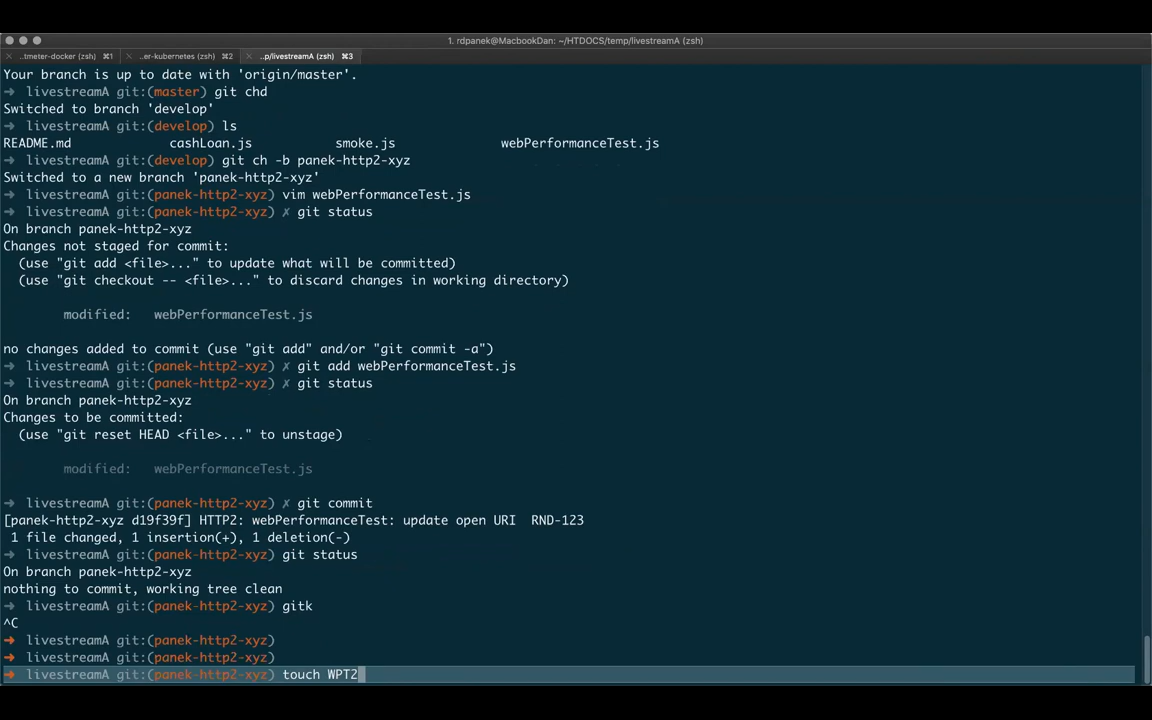 1. rdpanek@MacbookDan: ~/HTDOCS/temp/livestreamA (zsh)
..tmeter-docker (zsh) ⌘1 ...er-kubernetes (zsh) ⌘2 ..p/livestreamA (zsh) ⌘3
Your branch is up to date with 'origin/master'.
➜ livestreamA git:(master) git chd
Switched to branch 'develop'
➜ livestreamA git:(develop) ls
README.md cashLoan.js smoke.js webPerformanceTest.js
➜ livestreamA git:(develop) git ch -b panek-http2-xyz
Switched to a new branch 'panek-http2-xyz'
➜ livestreamA git:(panek-http2-xyz) vim webPerformanceTest.js
➜ livestreamA git:(panek-http2-xyz) ✗ git status
On branch panek-http2-xyz
Changes not staged for commit:
(use "git add <file>..." to update what will be committed)
(use "git checkout -- <file>..." to discard changes in working directory)
modified: webPerformanceTest.js
no changes added to commit (use "git add" and/or "git commit -a")
➜ livestreamA git:(panek-http2-xyz) ✗ git add webPerformanceTest.js
➜ livestreamA git:(panek-http2-xyz) ✗ git status
On branch panek-http2-xyz
Changes to be committed:
(use "git reset HEAD <file>..." to unstage)
modified: webPerformanceTest.js
➜ livestreamA git:(panek-http2-xyz) ✗ git commit
[panek-http2-xyz d19f39f] HTTP2: webPerformanceTest: update open URI RND-123
1 file changed, 1 insertion(+), 1 deletion(-)
➜ livestreamA git:(panek-http2-xyz) git status
On branch panek-http2-xyz
nothing to commit, working tree clean
➜ livestreamA git:(panek-http2-xyz) gitk
^C
➜ livestreamA git:(panek-http2-xyz)
➜ livestreamA git:(panek-http2-xyz)
➜ livestreamA git:(panek-http2-xyz) touch WPT2